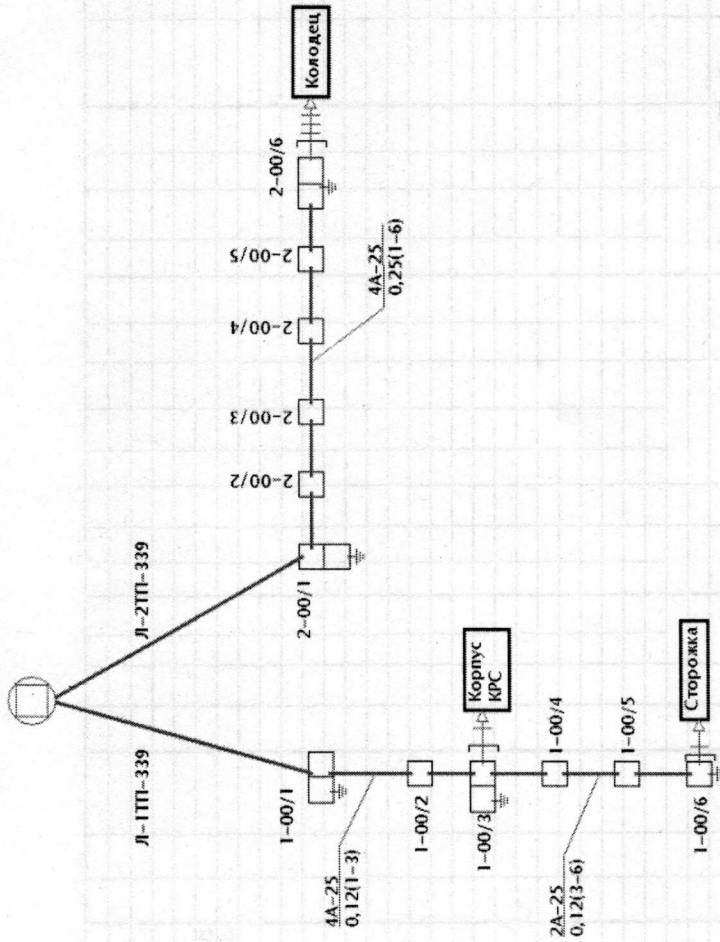 Л-1ТП-339
Л-2ТП-339
1-00/1
4А-25
0,12(1-3)
1-00/2
1-00/3
Корпус
КРС
1-00/4
2А-25
0,12(3-6)
1-00/5
1-00/6
Сторожка
2-00/1
2-00/2
2-00/3
4А-25
0,25(1-6)
2-00/4
2-00/5
2-00/6
Колодец